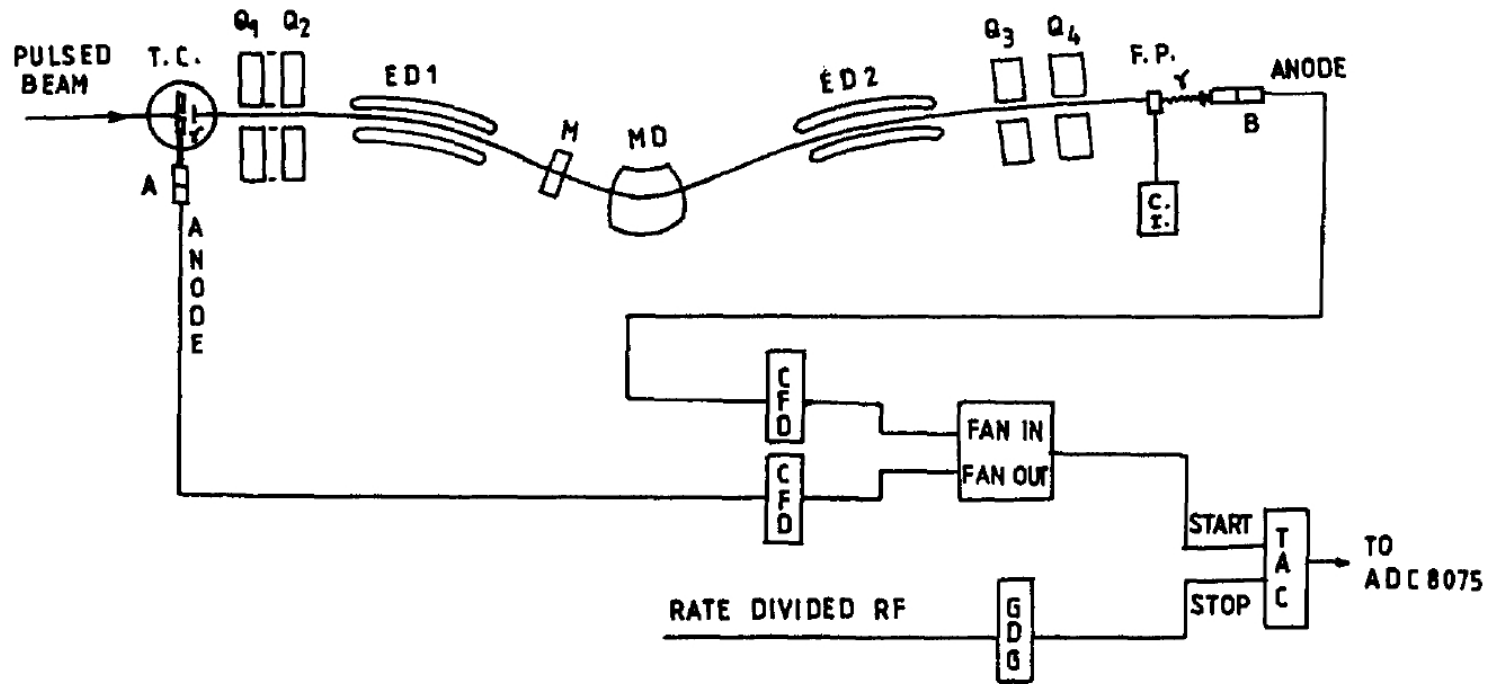 PULSED
BEAM
T.C.
Q1
Q2
ED1
M
MD
ED2
Q3
Q4
F.P.
γ
ANODE
B
γ
A
C.
I.
ANODE
CFD
CFD
FAN IN
FAN OUT
START
STOP
TAC
TO
ADC 8075
RATE DIVIDED RF
GDG